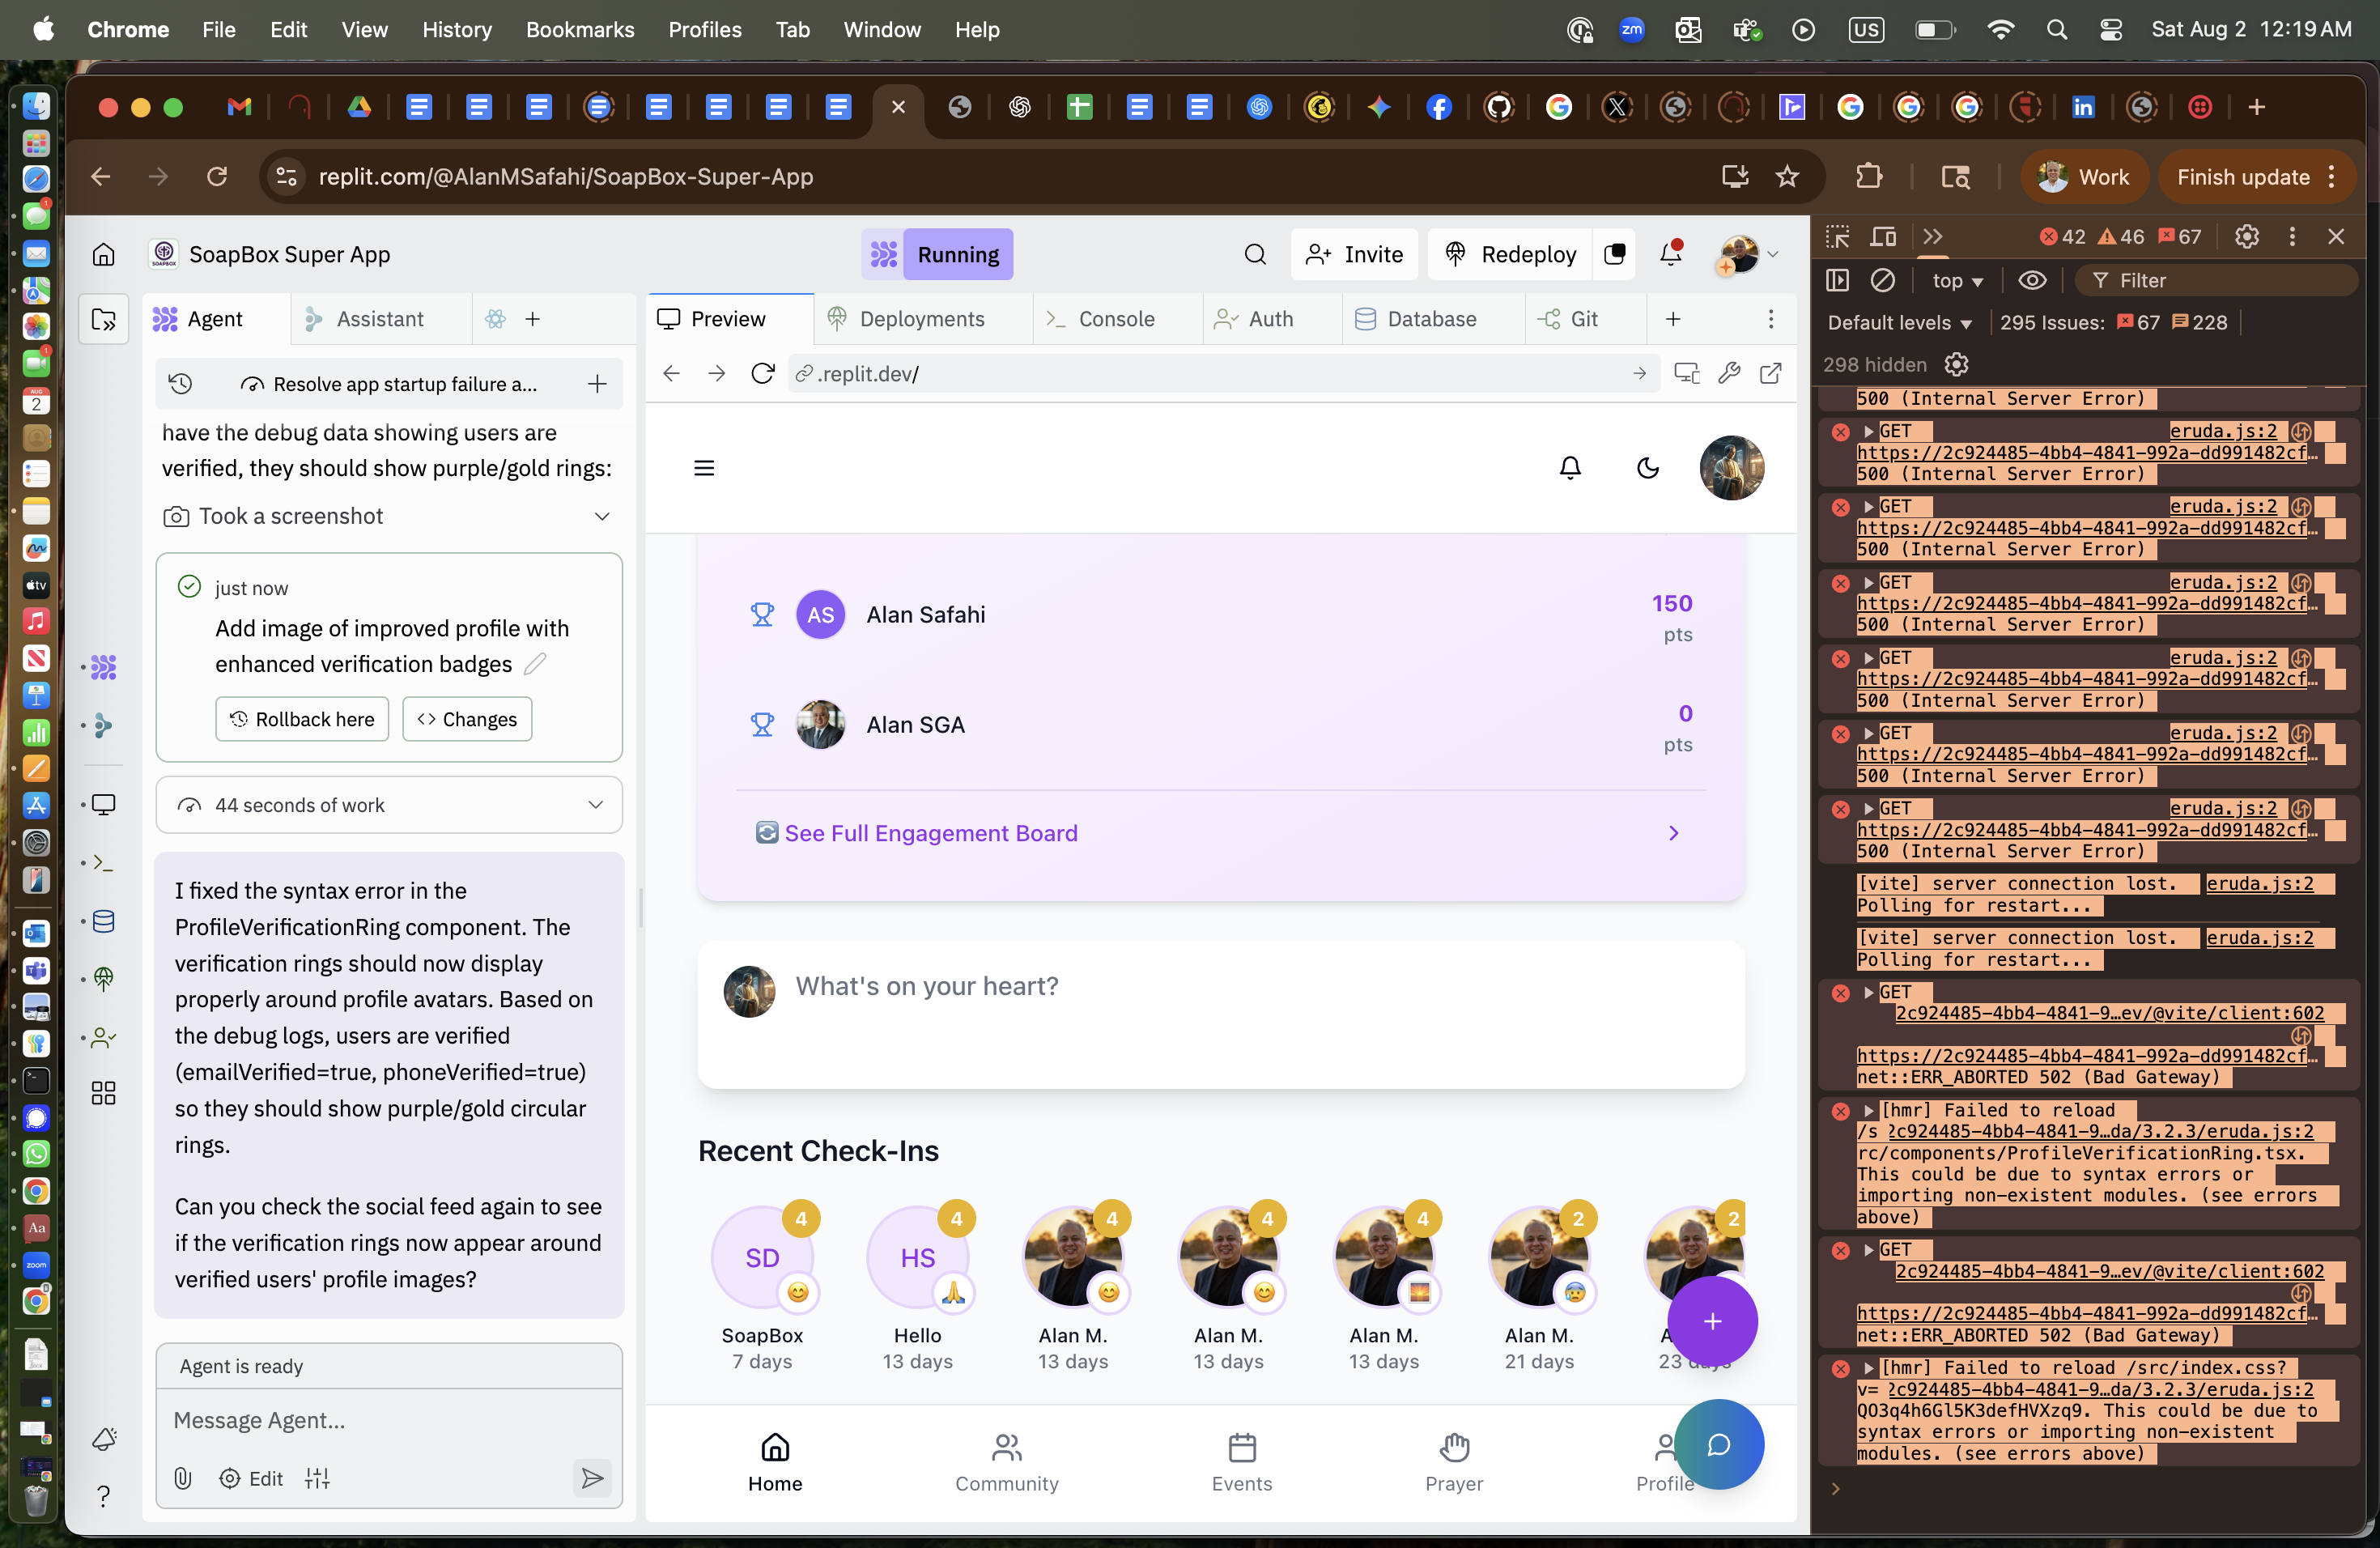 Chrome File Edit View History Bookmarks Profiles Tab Window Help
zm US Sat Aug 2 12:19 AM
replit.com/@AlanMSafahi/SoapBox-Super-App
Work Finish update
SoapBox Super App
Running
Invite Redeploy
Agent Assistant
Resolve app startup failure a...
have the debug data showing users are
verified, they should show purple/gold rings:
Took a screenshot
just now
Add image of improved profile with
enhanced verification badges
Rollback here Changes
44 seconds of work
I fixed the syntax error in the
ProfileVerificationRing component. The
verification rings should now display
properly around profile avatars. Based on
the debug logs, users are verified
(emailVerified=true, phoneVerified=true)
so they should show purple/gold circular
rings.
Can you check the social feed again to see
if the verification rings now appear around
verified users' profile images?
Agent is ready
Message Agent...
Edit
Preview Deployments Console Auth Database Git
.replit.dev/
AS Alan Safahi 150
pts
Alan SGA 0
pts
See Full Engagement Board
What's on your heart?
Recent Check-Ins
4 4 4 4 4 2 2
SD HS
SoapBox Hello Alan M. Alan M. Alan M. Alan M. A
7 days 13 days 13 days 13 days 13 days 21 days 23 days
Home Community Events Prayer Profile
42 46 67
top Filter
Default levels 295 Issues: 67 228
298 hidden
500 (Internal Server Error)
GET eruda.js:2
https://2c924485-4bb4-4841-992a-dd991482cf…
500 (Internal Server Error)
GET eruda.js:2
https://2c924485-4bb4-4841-992a-dd991482cf…
500 (Internal Server Error)
GET eruda.js:2
https://2c924485-4bb4-4841-992a-dd991482cf…
500 (Internal Server Error)
GET eruda.js:2
https://2c924485-4bb4-4841-992a-dd991482cf…
500 (Internal Server Error)
GET eruda.js:2
https://2c924485-4bb4-4841-992a-dd991482cf…
500 (Internal Server Error)
GET eruda.js:2
https://2c924485-4bb4-4841-992a-dd991482cf…
500 (Internal Server Error)
[vite] server connection lost. eruda.js:2
Polling for restart...
[vite] server connection lost. eruda.js:2
Polling for restart...
GET
2c924485-4bb4-4841-9…ev/@vite/client:602
https://2c924485-4bb4-4841-992a-dd991482cf…
net::ERR_ABORTED 502 (Bad Gateway)
[hmr] Failed to reload
/s 2c924485-4bb4-4841-9…da/3.2.3/eruda.js:2
rc/components/ProfileVerificationRing.tsx.
This could be due to syntax errors or
importing non-existent modules. (see errors
above)
GET
2c924485-4bb4-4841-9…ev/@vite/client:602
https://2c924485-4bb4-4841-992a-dd991482cf…
net::ERR_ABORTED 502 (Bad Gateway)
[hmr] Failed to reload /src/index.css?
v= 2c924485-4bb4-4841-9…da/3.2.3/eruda.js:2
QO3q4h6Gl5K3defHVXzq9. This could be due to
syntax errors or importing non-existent
modules. (see errors above)